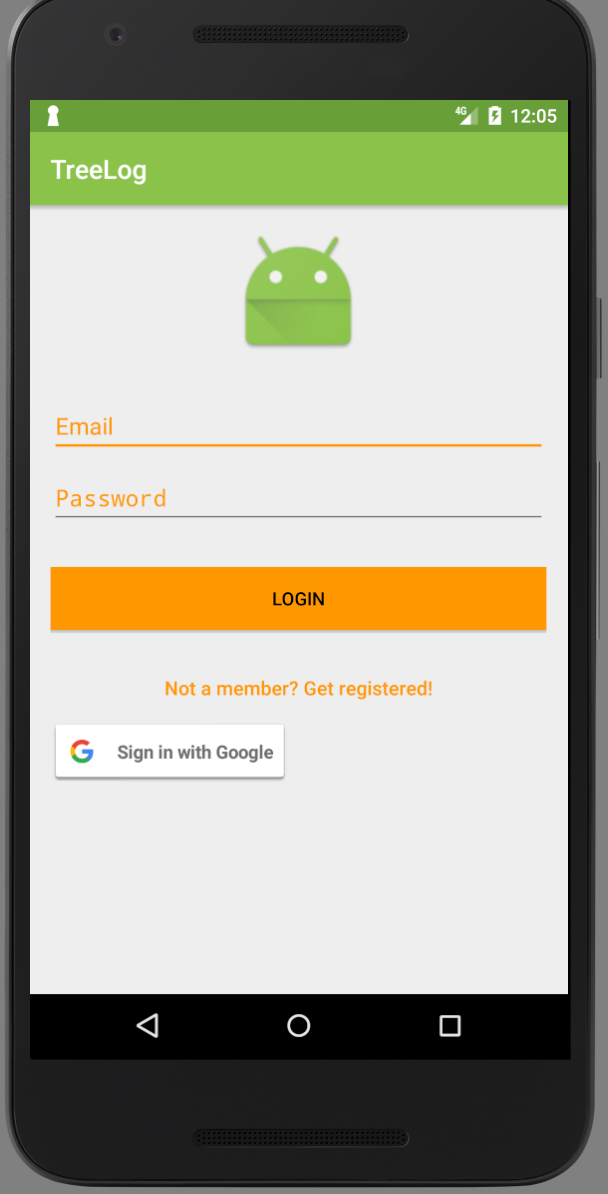 4G 12:05
TreeLog
Email
Password
LOGIN
Not a member? Get registered!
Sign in with Google